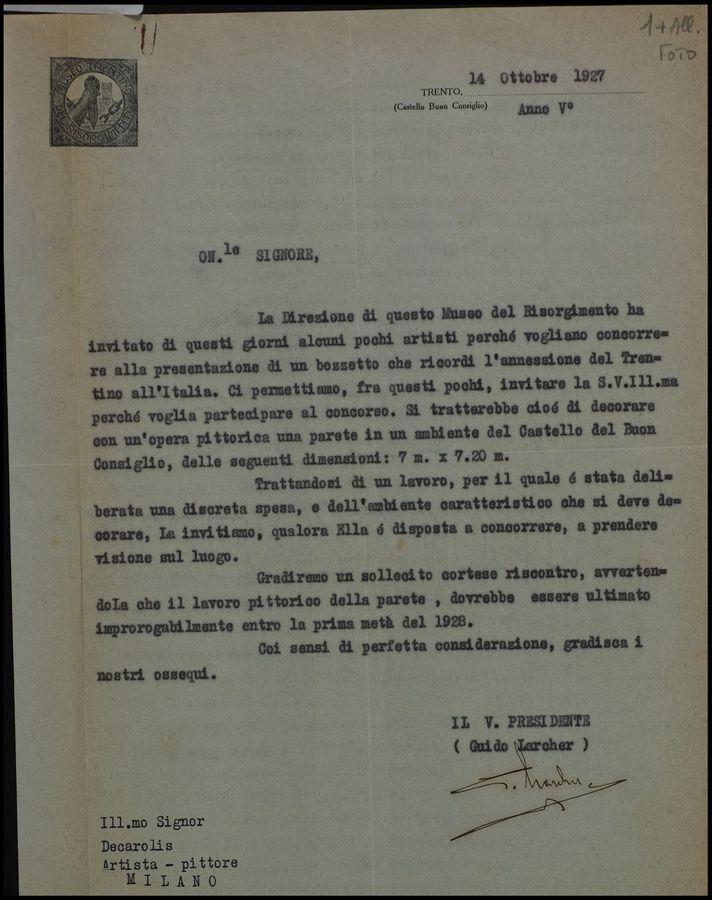 1 + All.
FOTO
MUSEO TRENTINO
DEL RISORGIMENTO
14 Ottobre 1927
TRENTO,
(Castello Buon Consiglio)
Anno V°
ON.le SIGNORE,
La Direzione di questo Museo del Risorgimento ha
invitato di questi giorni alcuni pochi artisti perché vogliano concorre=
re alla presentazione di un bozzetto che ricordi l'annessione del Tren=
tino all'Italia. Ci permettiamo, fra questi pochi, invitare la S.V.Ill.ma
perché voglia partecipare al concorso. Si tratterebbe cioé di decorare
con un'opera pittorica una parete in un ambiente del Castello del Buon
Consiglio, delle seguenti dimensioni: 7 m. x 7.20 m.
Trattandosi di un lavoro, per il quale é stata deli=
berata una discreta spesa, e dell'ambiente caratteristico che si deve de=
corare, La invitiamo, qualora Ella é disposta a concorrere, a prendere
visione sul luogo.
Gradiremo un sollecito cortese riscontro, avverten=
doLa che il lavoro pittorico della parete , dovrebbe essere ultimato
improrogabilmente entro la prima metà del 1928.
Coi sensi di perfetta considerazione, gradisca i
nostri ossequi.
IL V. PRESIDENTE
( Guido Larcher )
G. Larcher
Ill.mo Signor
Decarolis
Artista - pittore
MILANO